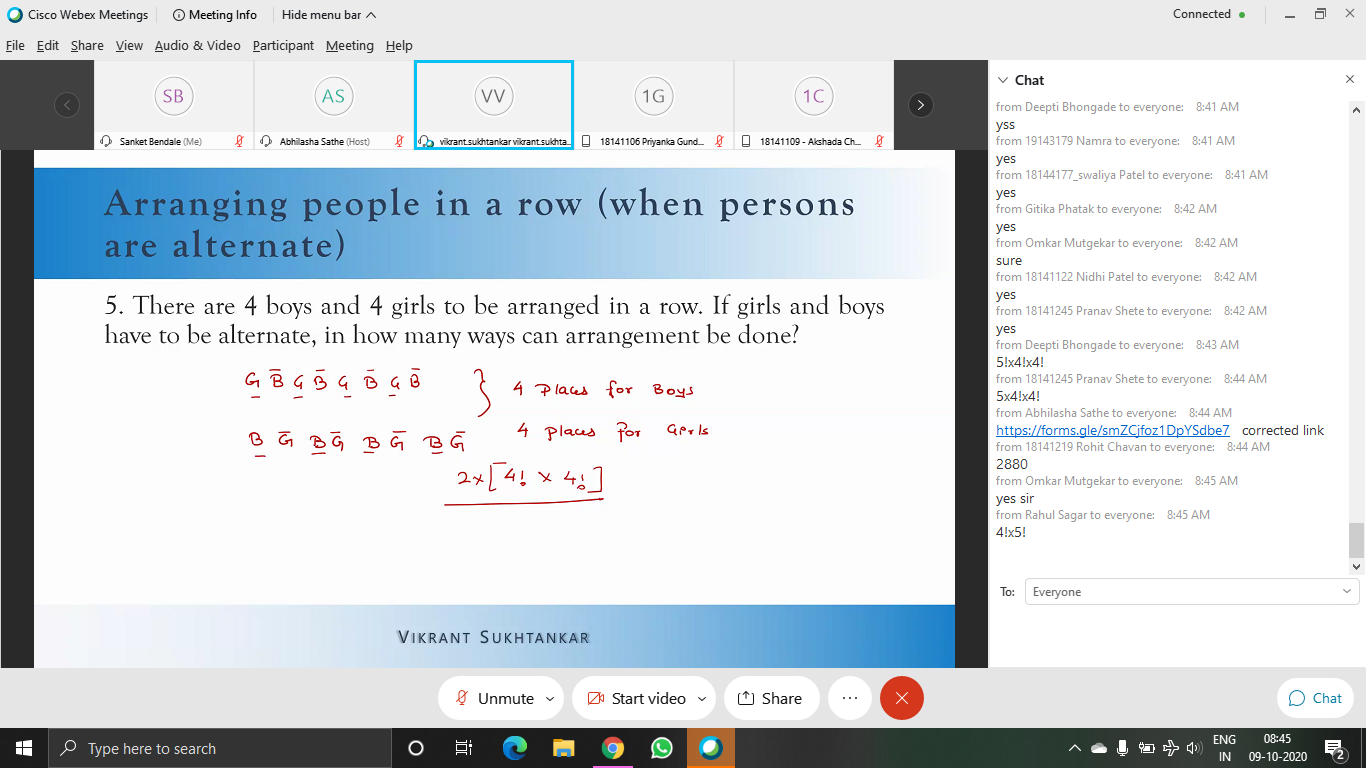 Cisco Webex Meetings
Meeting Info
Hide menu bar
Connected
File Edit Share View Audio & Video Participant Meeting Help
SB
AS
VV
1G
1C
Sanket Bendale (Me)
Abhilasha Sathe (Host)
vikrant.sukhtankar vikrant.sukhta...
18141106 Priyanka Gund...
18141109 - Akshada Ch...
Arranging people in a row (when persons
are alternate)
5. There are 4 boys and 4 girls to be arranged in a row. If girls and boys
have to be alternate, in how many ways can arrangement be done?
G B G B G B G B } 4 Places for Boys
B G B G B G B G 4 places for Girls
2×[4! × 4!]
VIKRANT SUKHTANKAR
Chat
from Deepti Bhongade to everyone: 8:41 AM
yss
from 19143179 Namra to everyone: 8:41 AM
yes
from 18144177_swaliya Patel to everyone: 8:41 AM
yes
from Gitika Phatak to everyone: 8:42 AM
yes
from Omkar Mutgekar to everyone: 8:42 AM
sure
from 18141122 Nidhi Patel to everyone: 8:42 AM
yes
from 18141245 Pranav Shete to everyone: 8:42 AM
yes
from Deepti Bhongade to everyone: 8:43 AM
5!x4!x4!
from 18141245 Pranav Shete to everyone: 8:44 AM
5x4!x4!
from Abhilasha Sathe to everyone: 8:44 AM
https://forms.gle/smZCjfoz1DpYSdbe7 corrected link
from 18141219 Rohit Chavan to everyone: 8:44 AM
2880
from Omkar Mutgekar to everyone: 8:45 AM
yes sir
from Rahul Sagar to everyone: 8:45 AM
4!x5!
To: Everyone
Unmute
Start video
Share
Chat
Type here to search
ENG
IN
08:45
09-10-2020
2